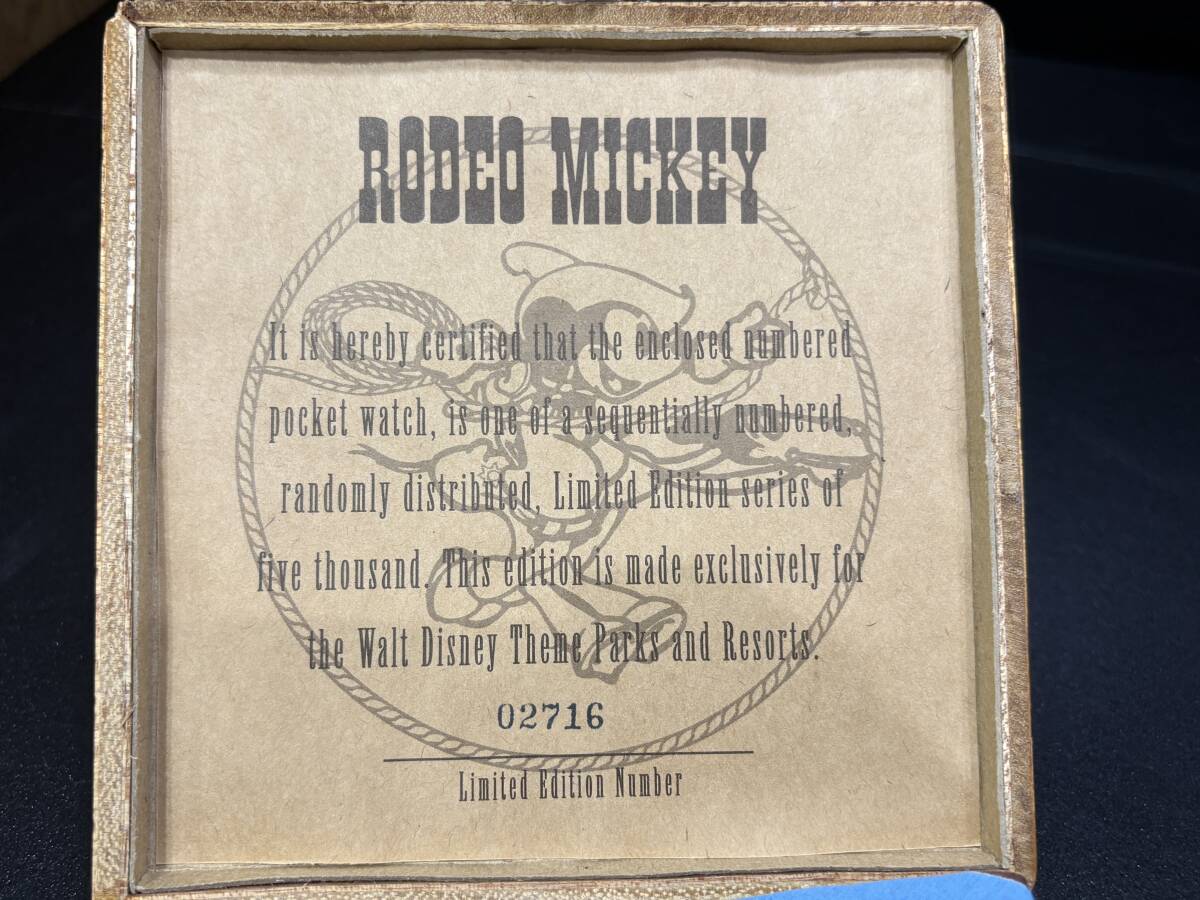 RODEO MICKEY
It is hereby certified that the enclosed numbered
pocket watch, is one of a sequentially numbered,
randomly distributed, Limited Edition series of
five thousand. This edition is made exclusively for
the Walt Disney Theme Parks and Resorts.
02716
Limited Edition Number